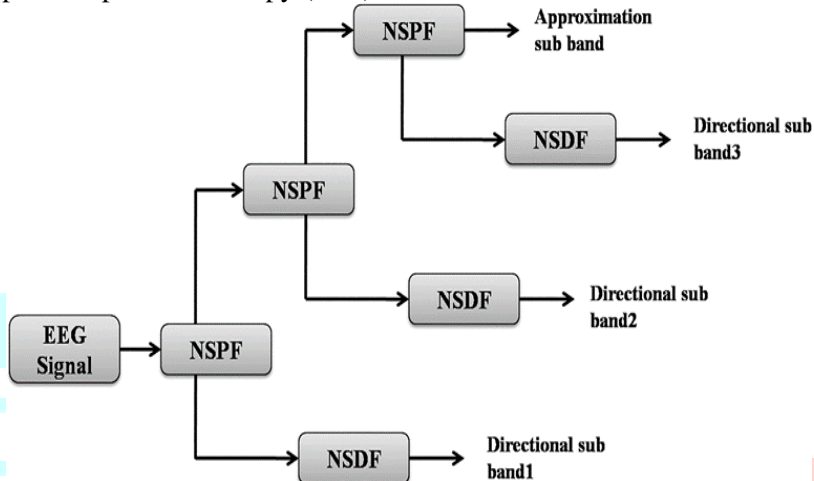 NSPF
Approximation
sub band
NSDF
Directional sub
band3
NSPF
NSDF
Directional sub
band2
EEG
Signal
NSPF
NSDF
Directional sub
band1